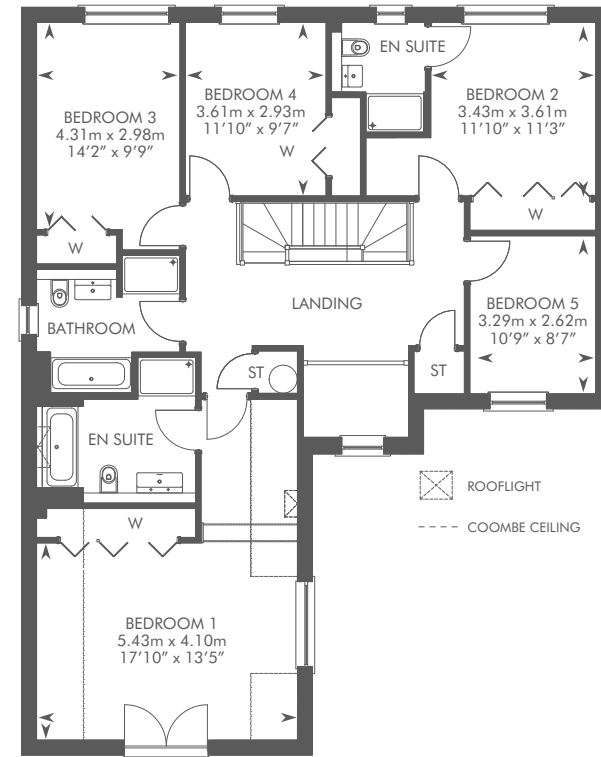 EN SUITE
BEDROOM 3
4.31m x 2.98m
14’2” x 9’9”
W
BEDROOM 4
3.61m x 2.93m
11’10” x 9’7”
W
BEDROOM 2
3.43m x 3.61m
11’10” x 11’3”
W
LANDING
BATHROOM
BEDROOM 5
3.29m x 2.62m
10’9” x 8’7”
ST
ST
EN SUITE
ROOFLIGHT
COOMBE CEILING
W
BEDROOM 1
5.43m x 4.10m
17’10” x 13’5”